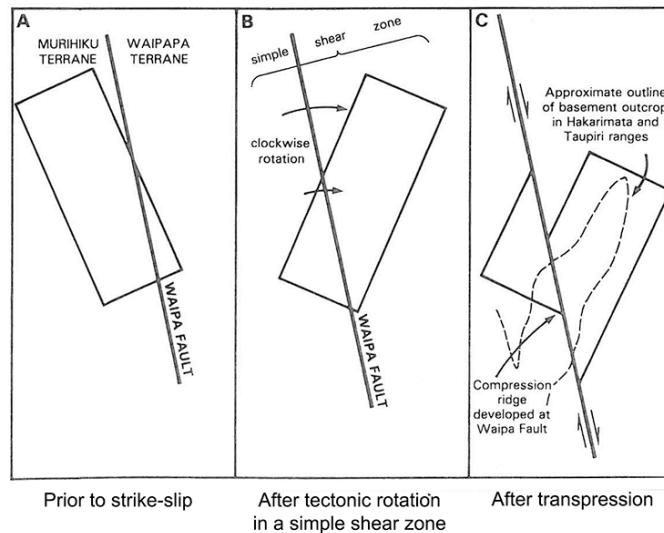 A
MURIHIKU
TERRANE
WAIPAPA
TERRANE
WAIPA FAULT
B
simple shear zone
clockwise
rotation
WAIPA FAULT
C
Approximate outline
of basement outcrop
in Hakarimata and
Taupiri ranges
Compression
ridge
developed at
Waipa Fault
Prior to strike-slip
After tectonic rotation
in a simple shear zone
After transpression